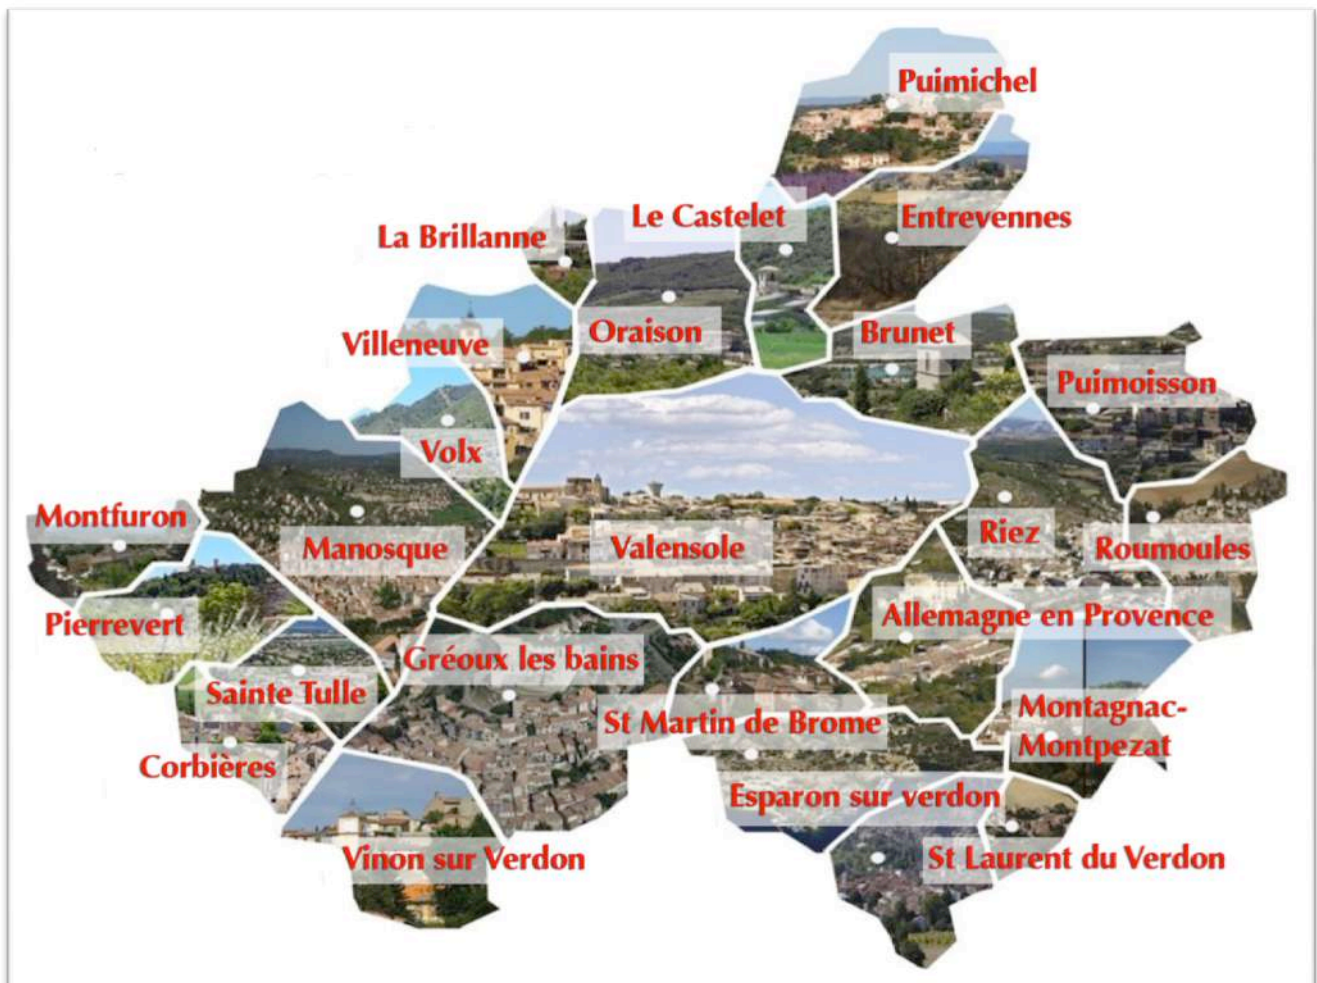 Puimichel
Le Castelet
Entrevennes
La Brillanne
Villeneuve
Oraison
Brunet
Puimoisson
Volx
Montfuron
Manosque
Valensole
Riez
Roumoules
Pierrevert
Allemagne en Provence
Gréoux les bains
Sainte Tulle
St Martin de Brome
Montagnac-
Montpezat
Corbières
Esparon sur verdon
Vinon sur Verdon
St Laurent du Verdon